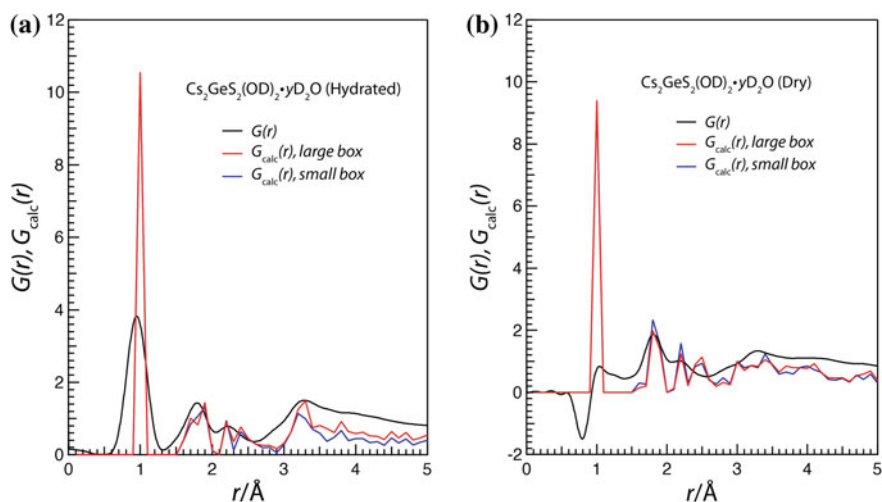 (a)
12
10
8
6
4
2
0
G(r), G_calc(r)
Cs₂GeS₂(OD)₂•yD₂O (Hydrated)
G(r)
G_calc(r), large box
G_calc(r), small box
0 1 2 3 4 5
r/Å
(b)
12
10
8
6
4
2
0
-2
G(r), G_calc(r)
Cs₂GeS₂(OD)₂•yD₂O (Dry)
G(r)
G_calc(r), large box
G_calc(r), small box
0 1 2 3 4 5
r/Å